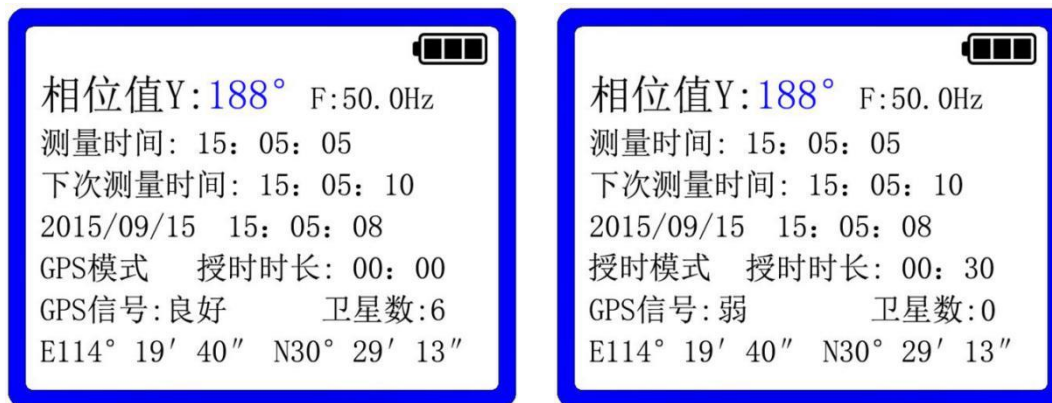 相位值Y:188° F:50.0Hz
测量时间: 15: 05: 05
下次测量时间: 15: 05: 10
2015/09/15 15: 05: 08
GPS模式 授时时长: 00: 00
GPS信号:良好 卫星数:6
E114° 19′ 40″ N30° 29′ 13″
相位值Y:188° F:50.0Hz
测量时间: 15: 05: 05
下次测量时间: 15: 05: 10
2015/09/15 15: 05: 08
授时模式 授时时长: 00: 30
GPS信号:弱 卫星数:0
E114° 19′ 40″ N30° 29′ 13″